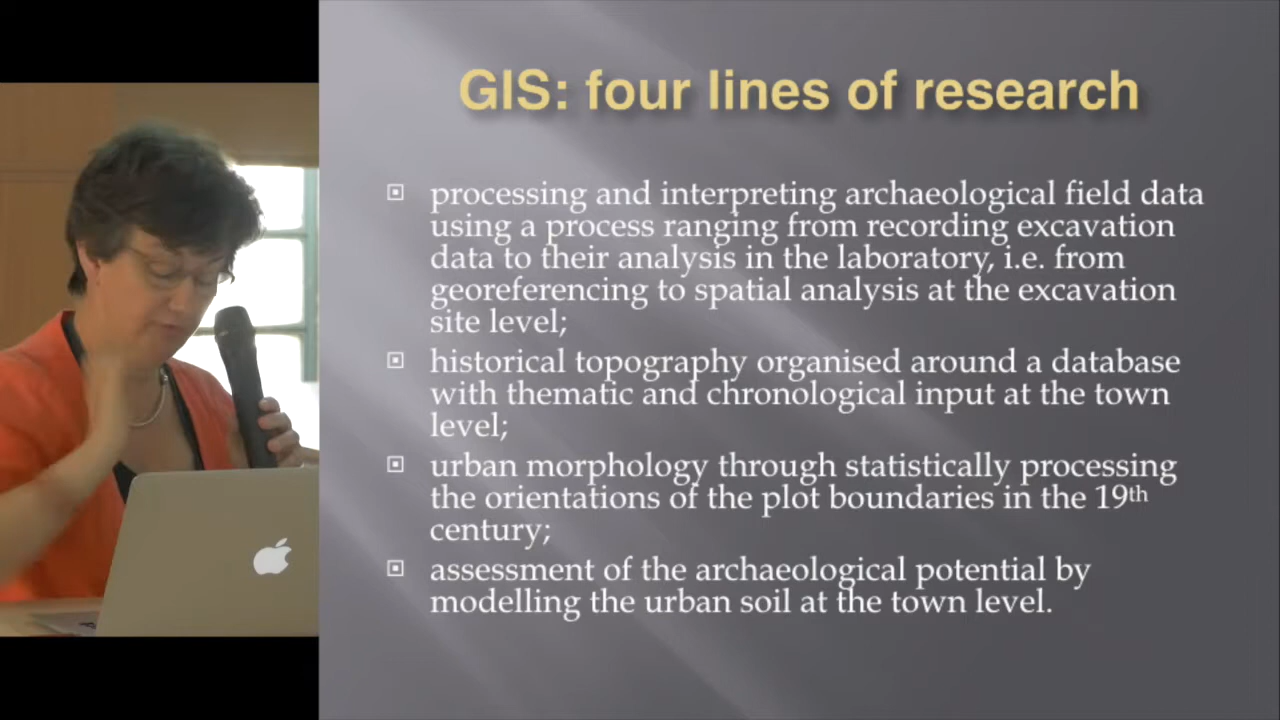 GIS: four lines of research
processing and interpreting archaeological field data
using a process ranging from recording excavation
data to their analysis in the laboratory, i.e. from
georeferencing to spatial analysis at the excavation
site level;
historical topography organised around a database
with thematic and chronological input at the town
level;
urban morphology through statistically processing
the orientations of the plot boundaries in the 19th
century;
assessment of the archaeological potential by
modelling the urban soil at the town level.